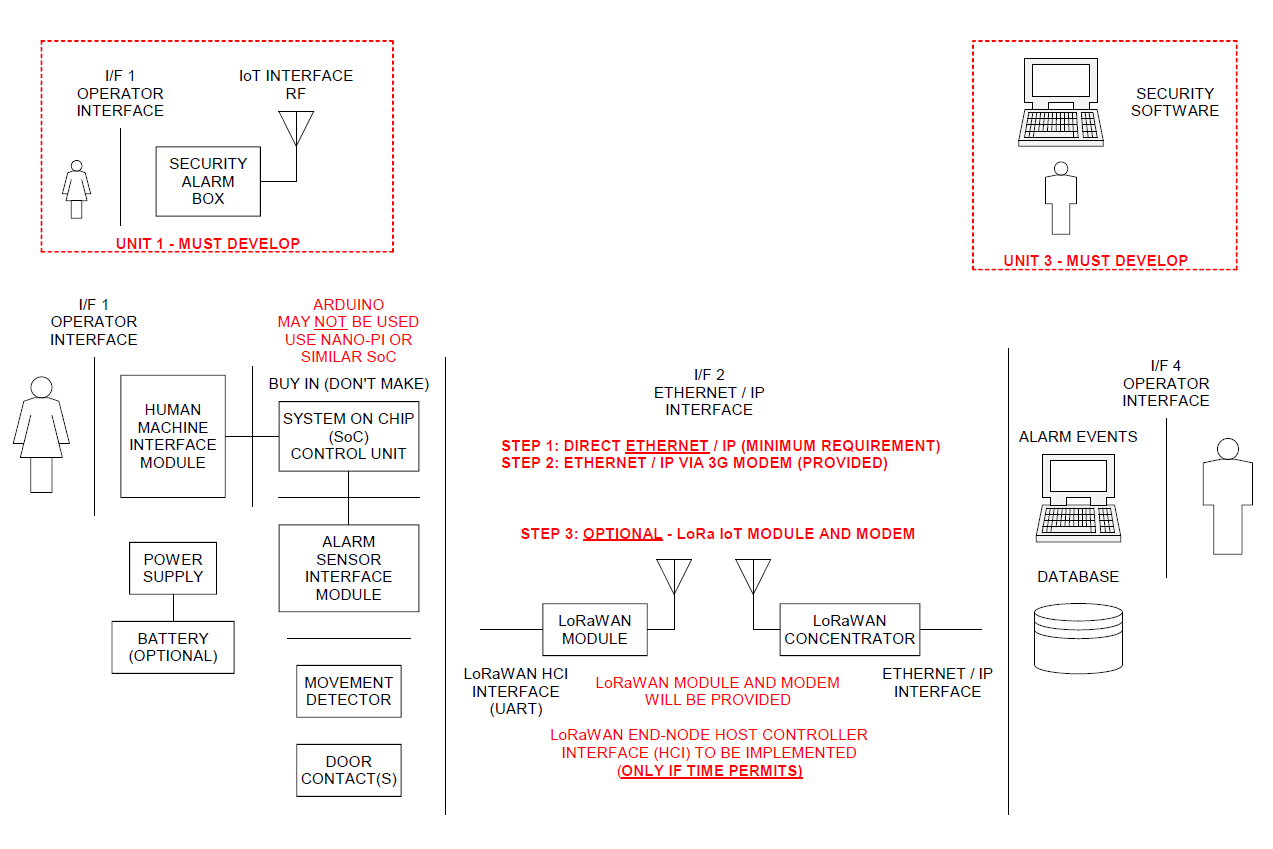 I/F 1
OPERATOR
INTERFACE
IoT INTERFACE
RF
SECURITY
ALARM
BOX
UNIT 1 - MUST DEVELOP
SECURITY
SOFTWARE
UNIT 3 - MUST DEVELOP
I/F 1
OPERATOR
INTERFACE
HUMAN
MACHINE
INTERFACE
MODULE
POWER
SUPPLY
BATTERY
(OPTIONAL)
ARDUINO
MAY NOT BE USED
USE NANO-PI OR
SIMILAR SoC
BUY IN (DON'T MAKE)
SYSTEM ON CHIP
(SoC)
CONTROL UNIT
ALARM
SENSOR
INTERFACE
MODULE
MOVEMENT
DETECTOR
DOOR
CONTACT(S)
I/F 2
ETHERNET / IP
INTERFACE
STEP 1: DIRECT ETHERNET / IP (MINIMUM REQUIREMENT)
STEP 2: ETHERNET / IP VIA 3G MODEM (PROVIDED)
STEP 3: OPTIONAL - LoRa IoT MODULE AND MODEM
LoRaWAN
MODULE
LoRaWAN
CONCENTRATOR
LoRaWAN HCI
INTERFACE
(UART)
LoRaWAN MODULE AND MODEM
WILL BE PROVIDED
ETHERNET / IP
INTERFACE
LoRaWAN END-NODE HOST CONTROLLER
INTERFACE (HCI) TO BE IMPLEMENTED
(ONLY IF TIME PERMITS)
I/F 4
OPERATOR
INTERFACE
ALARM EVENTS
DATABASE